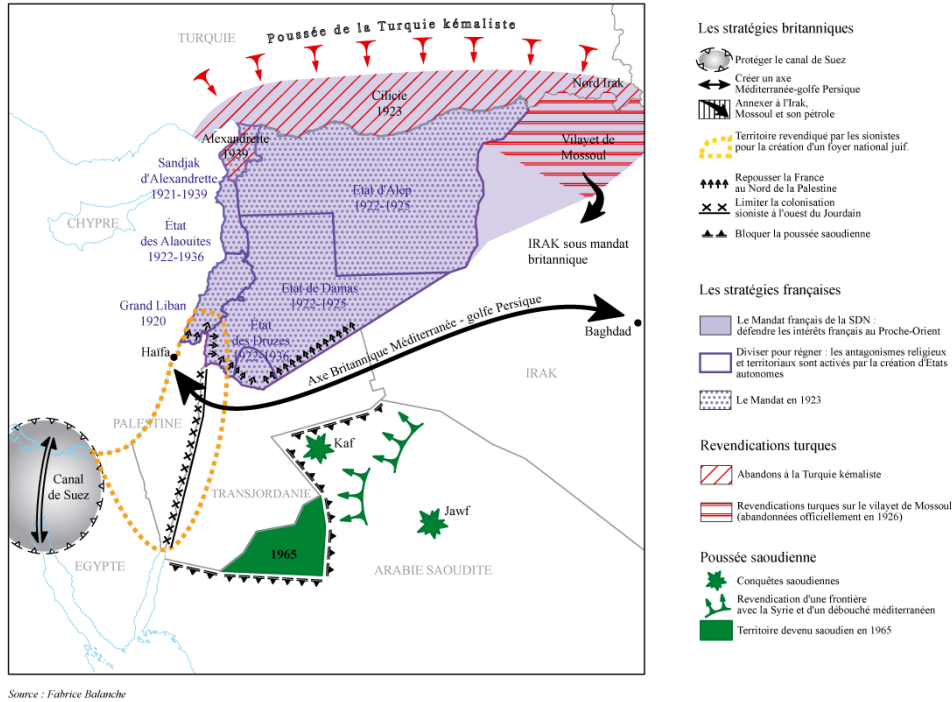 TURQUIE
Poussée de la Turquie kémaliste
Nord Irak
Cilicie
1923
Alexandrette
1939
Vilayet de
Mossoul
Sandjak
d'Alexandrette
1921-1939
Etat d'Alep
1922-1925
CHYPRE
État
des Alaouites
1922-1936
IRAK sous mandat
britannique
Etat de Damas
1922-1925
Grand Liban
1920
État
des Druzes
1922-1936
Axe Britannique Méditerranée - golfe Persique
Baghdad
Haïfa
IRAK
PALESTINE
Kaf
Canal
de Suez
TRANSJORDANIE
Jawf
1965
EGYPTE
ARABIE SAOUDITE
Les stratégies britanniques
Protéger le canal de Suez
Créer un axe
Méditerranée-golfe Persique
Annexer à l'Irak,
Mossoul et son pétrole
Territoire revendiqué par les sionistes
pour la création d'un foyer national juif.
Repousser la France
au Nord de la Palestine
Limiter la colonisation
sioniste à l'ouest du Jourdain
Bloquer la poussée saoudienne
Les stratégies françaises
Le Mandat français de la SDN :
défendre les intérêts français au Proche-Orient
Diviser pour régner : les antagonismes religieux
et territoriaux sont activés par la création d'Etats
autonomes
Le Mandat en 1923
Revendications turques
Abandons à la Turquie kémaliste
Revendications turques sur le vilayet de Mossoul
(abandonnées officiellement en 1926)
Poussée saoudienne
Conquêtes saoudiennes
Revendication d'une frontière
avec la Syrie et d'un débouché méditerranéen
Territoire devenu saoudien en 1965
Source : Fabrice Balanche